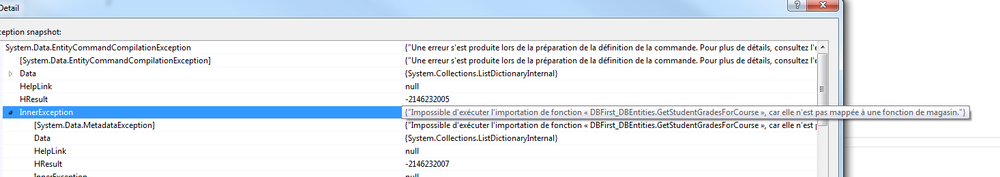 Detail
ception snapshot:
System.Data.EntityCommandCompilationException {"Une erreur s'est produite lors de la préparation de la définition de la commande. Pour plus de détails, consultez l'e
[System.Data.EntityCommandCompilationException] {"Une erreur s'est produite lors de la préparation de la définition de la commande. Pour plus de détails, consultez l'e
Data {System.Collections.ListDictionaryInternal}
HelpLink null
HResult -2146232005
InnerException {"Impossible d'exécuter l'importation de fonction « DBFirst_DBEntities.GetStudentGradesForCourse », car elle n'est pas mappée à une fonction de magasin."}
[System.Data.MetadataException] {"Impossible d'exécuter l'importation de fonction « DBFirst_DBEntities.GetStudentGradesForCourse », car elle n'est p
Data {System.Collections.ListDictionaryInternal}
HelpLink null
HResult -2146232007
InnerException null